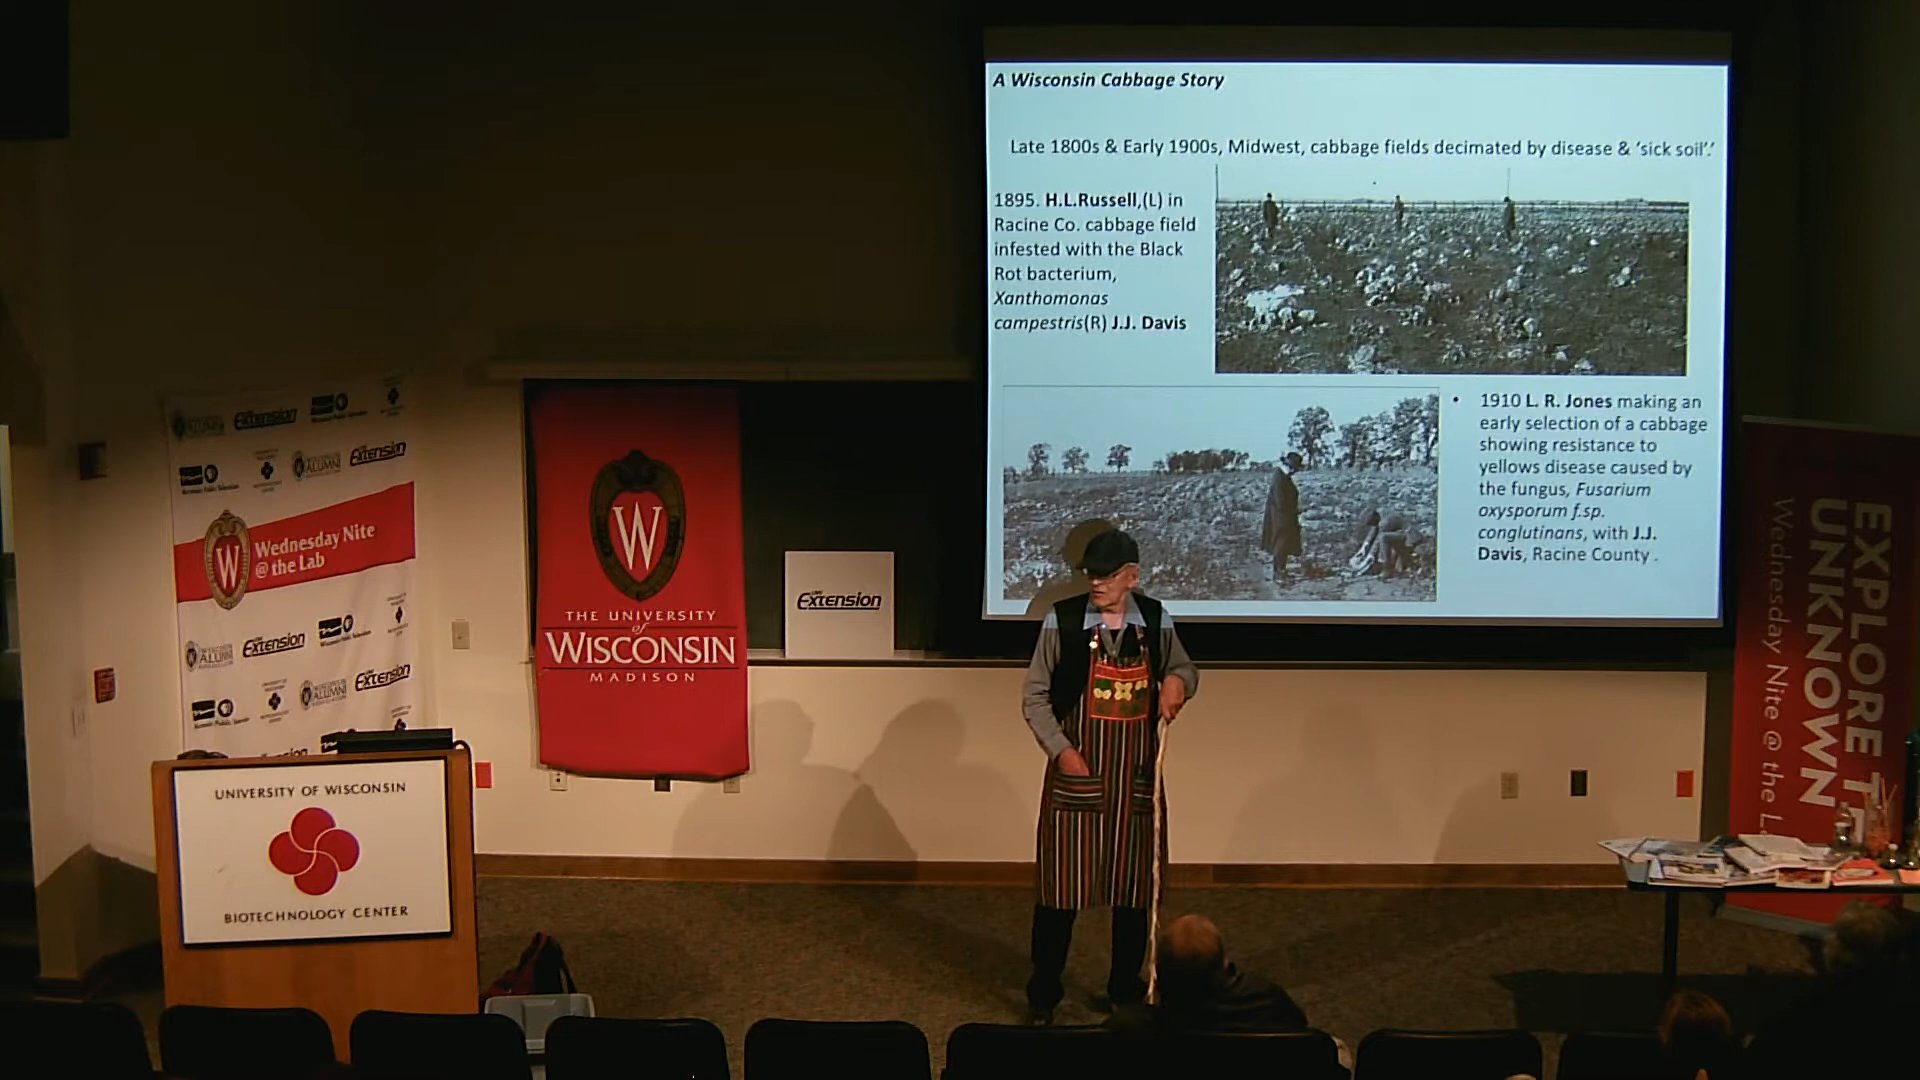 A Wisconsin Cabbage Story
Late 1800s & Early 1900s, Midwest, cabbage fields decimated by disease & ‘sick soil’.’
1895. H.L.Russell,(L) in
Racine Co. cabbage field
infested with the Black
Rot bacterium,
Xanthomonas
campestris(R) J.J. Davis
• 1910 L. R. Jones making an
early selection of a cabbage
showing resistance to
yellows disease caused by
the fungus, Fusarium
oxysporum f.sp.
conglutinans, with J.J.
Davis, Racine County .
Extension
Extension
ALUMNI
W
Wednesday Nite
@ the Lab
ALUMNI
Extension
ALUMNI
Extension
W
THE UNIVERSITY
of
WISCONSIN
MADISON
Extension
UNIVERSITY OF WISCONSIN
BIOTECHNOLOGY CENTER
EXPLORE T
UNKNOWN
Wednesday Nite @ the L